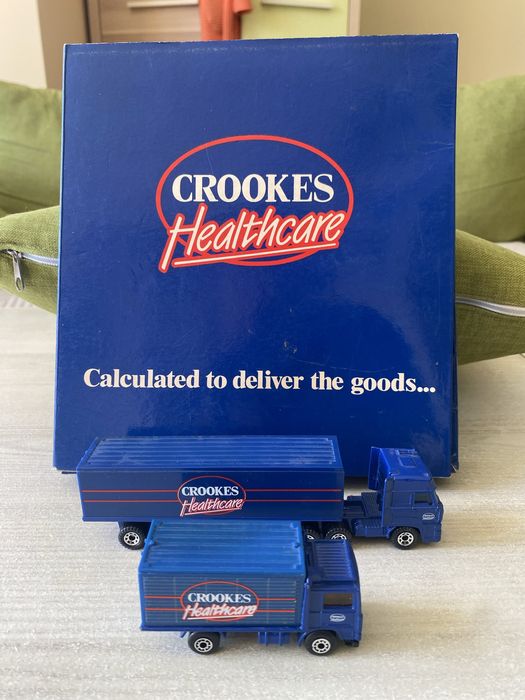 CROOKES
Healthcare
Calculated to deliver the goods...
CROOKES
Healthcare
CROOKES
Healthcare